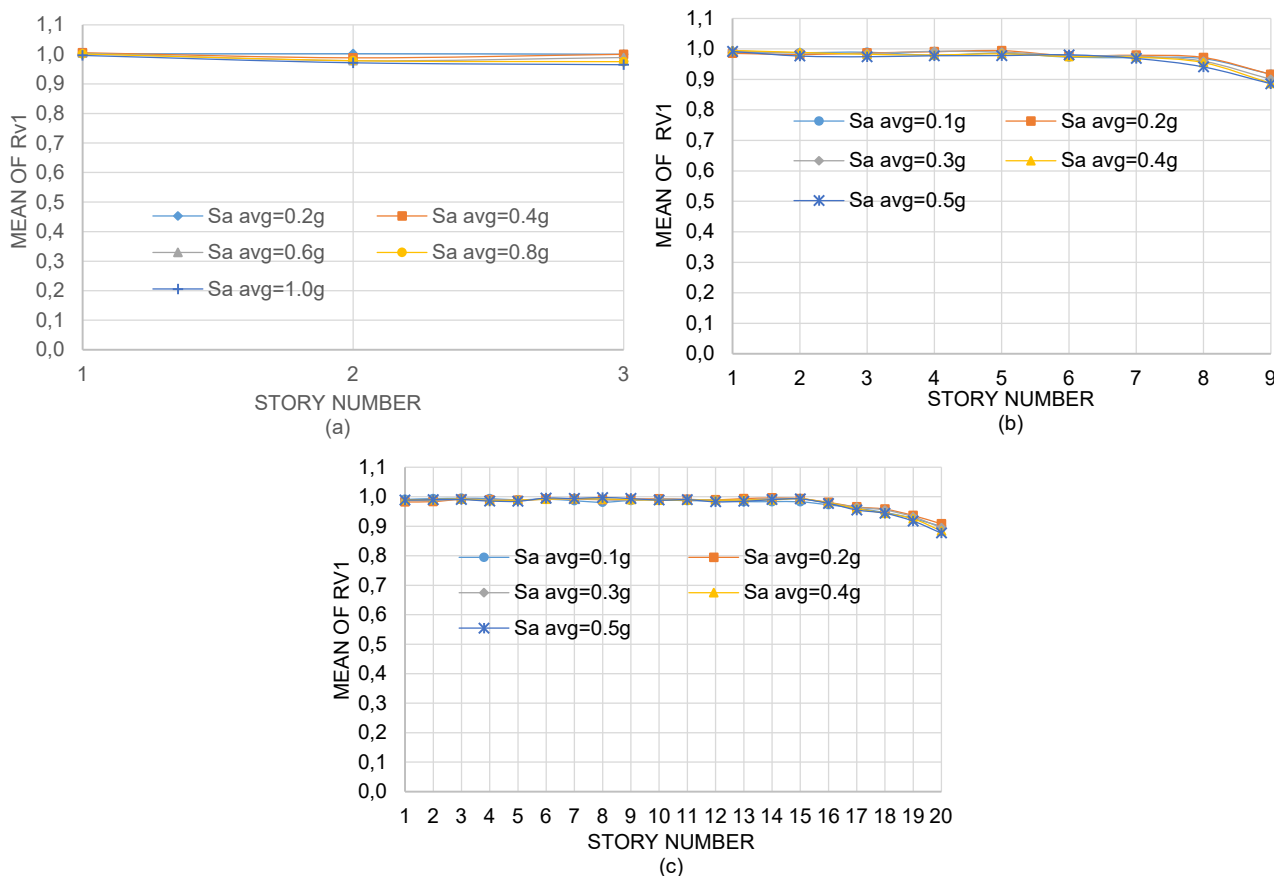 1,1
1,0
0,9
0,8
0,7
0,6
0,5
0,4
0,3
0,2
0,1
0,0
MEAN OF Rv1
Sa avg=0.2g Sa avg=0.4g
Sa avg=0.6g Sa avg=0.8g
Sa avg=1.0g
1 2 3
STORY NUMBER
(a)
1,1
1,0
0,9
0,8
0,7
0,6
0,5
0,4
0,3
0,2
0,1
0,0
MEAN OF RV1
Sa avg=0.1g Sa avg=0.2g
Sa avg=0.3g Sa avg=0.4g
Sa avg=0.5g
1 2 3 4 5 6 7 8 9
STORY NUMBER
(b)
1,1
1,0
0,9
0,8
0,7
0,6
0,5
0,4
0,3
0,2
0,1
0,0
MEAN OF RV1
Sa avg=0.1g Sa avg=0.2g
Sa avg=0.3g Sa avg=0.4g
Sa avg=0.5g
1 2 3 4 5 6 7 8 9 10 11 12 13 14 15 16 17 18 19 20
STORY NUMBER
(c)